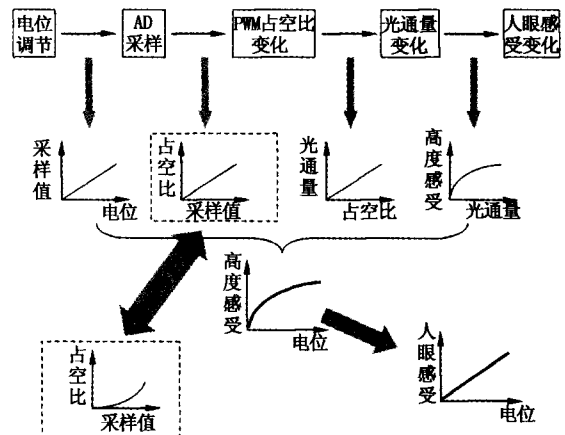 电位
调节
AD
采样
PWM占空比
变化
光通量
变化
人眼感
受变化
采样值
电位
占空比
采样值
光通量
占空比
高度感受
光通量
高度感受
电位
占空比
采样值
人眼感受
电位